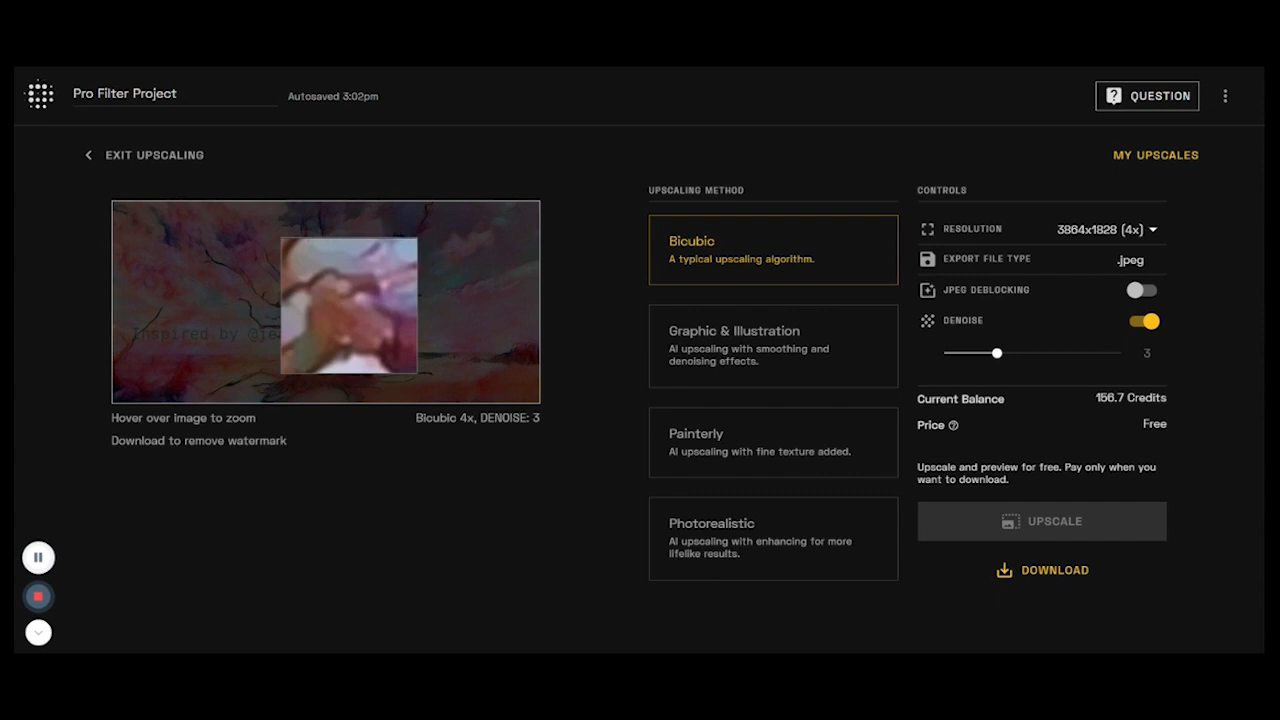 Pro Filter Project
Autosaved 3:02pm
QUESTION
EXIT UPSCALING
MY UPSCALES
Inspired by @je
Hover over image to zoom
Bicubic 4x, DENOISE: 3
Download to remove watermark
UPSCALING METHOD
Bicubic
A typical upscaling algorithm.
Graphic & Illustration
AI upscaling with smoothing and
denoising effects.
Painterly
AI upscaling with fine texture added.
Photorealistic
AI upscaling with enhancing for more
lifelike results.
CONTROLS
RESOLUTION 3864x1828 (4x)
EXPORT FILE TYPE .jpeg
JPEG DEBLOCKING
DENOISE
3
Current Balance 156.7 Credits
Price Free
Upscale and preview for free. Pay only when you
want to download.
UPSCALE
DOWNLOAD